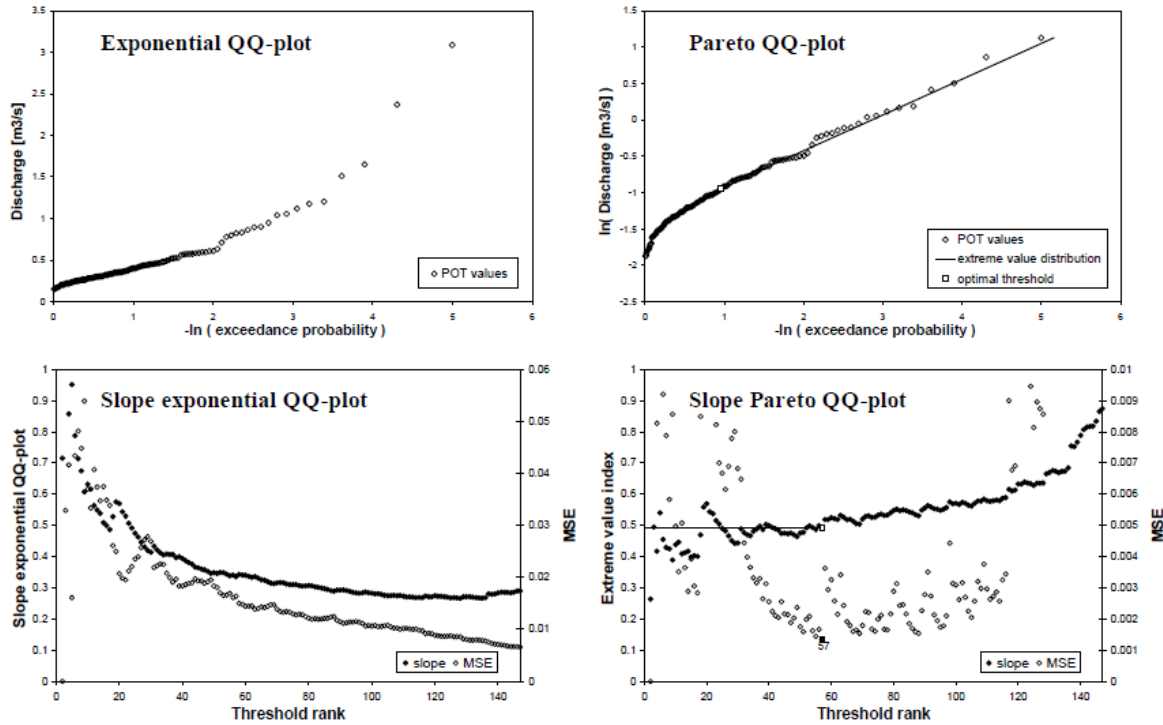 Exponential QQ-plot
Discharge [m3/s]
3.5
3
2.5
2
1.5
1
0.5
0
0 1 2 3 4 5 6
-ln ( exceedance probability )
POT values
Pareto QQ-plot
ln( Discharge [m3/s] )
1.5
1
0.5
0
-0.5
-1
-1.5
-2
-2.5
0 1 2 3 4 5 6
-ln ( exceedance probability )
POT values
extreme value distribution
optimal threshold
Slope exponential QQ-plot
Slope exponential QQ-plot
1
0.9
0.8
0.7
0.6
0.5
0.4
0.3
0.2
0.1
0
0 20 40 60 80 100 120 140
Threshold rank
0.06
0.05
0.04
0.03
0.02
0.01
0
MSE
slope MSE
Slope Pareto QQ-plot
Extreme value index
1
0.9
0.8
0.7
0.6
0.5
0.4
0.3
0.2
0.1
0
0 20 40 60 80 100 120 140
Threshold rank
0.01
0.009
0.008
0.007
0.006
0.005
0.004
0.003
0.002
0.001
0
MSE
57
slope MSE